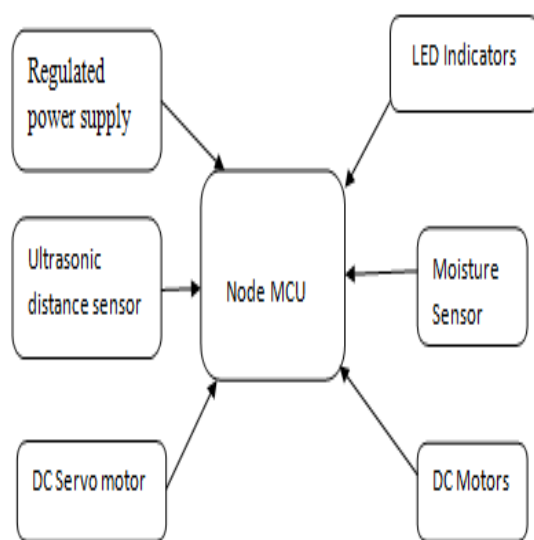 Regulated
power supply
LED Indicators
Ultrasonic
distance sensor
Node MCU
Moisture
Sensor
DC Servo motor
DC Motors